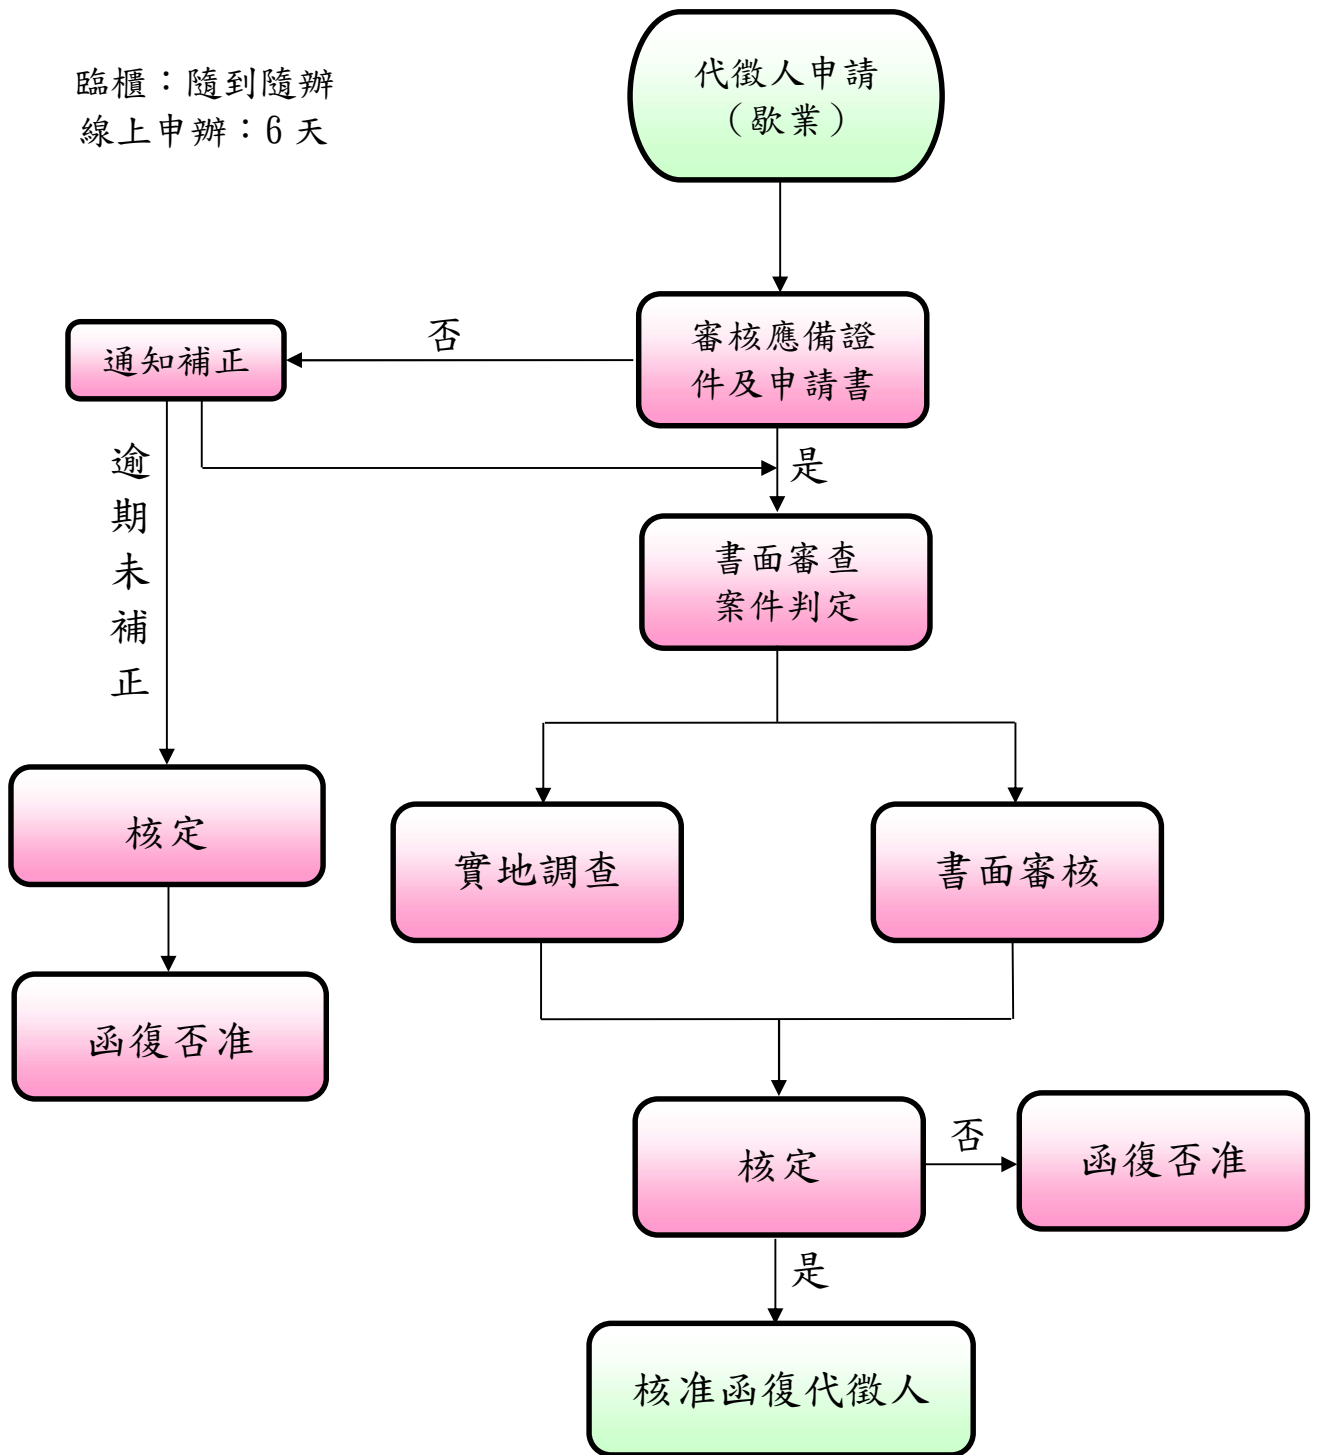 臨櫃：隨到隨辦
線上申辦：6 天
代徵人申請
（歇業）
審核應備證
件及申請書
否
通知補正
是
逾期未補正
書面審查
案件判定
核定
實地調查
書面審核
函復否准
核定
否
函復否准
是
核准函復代徵人